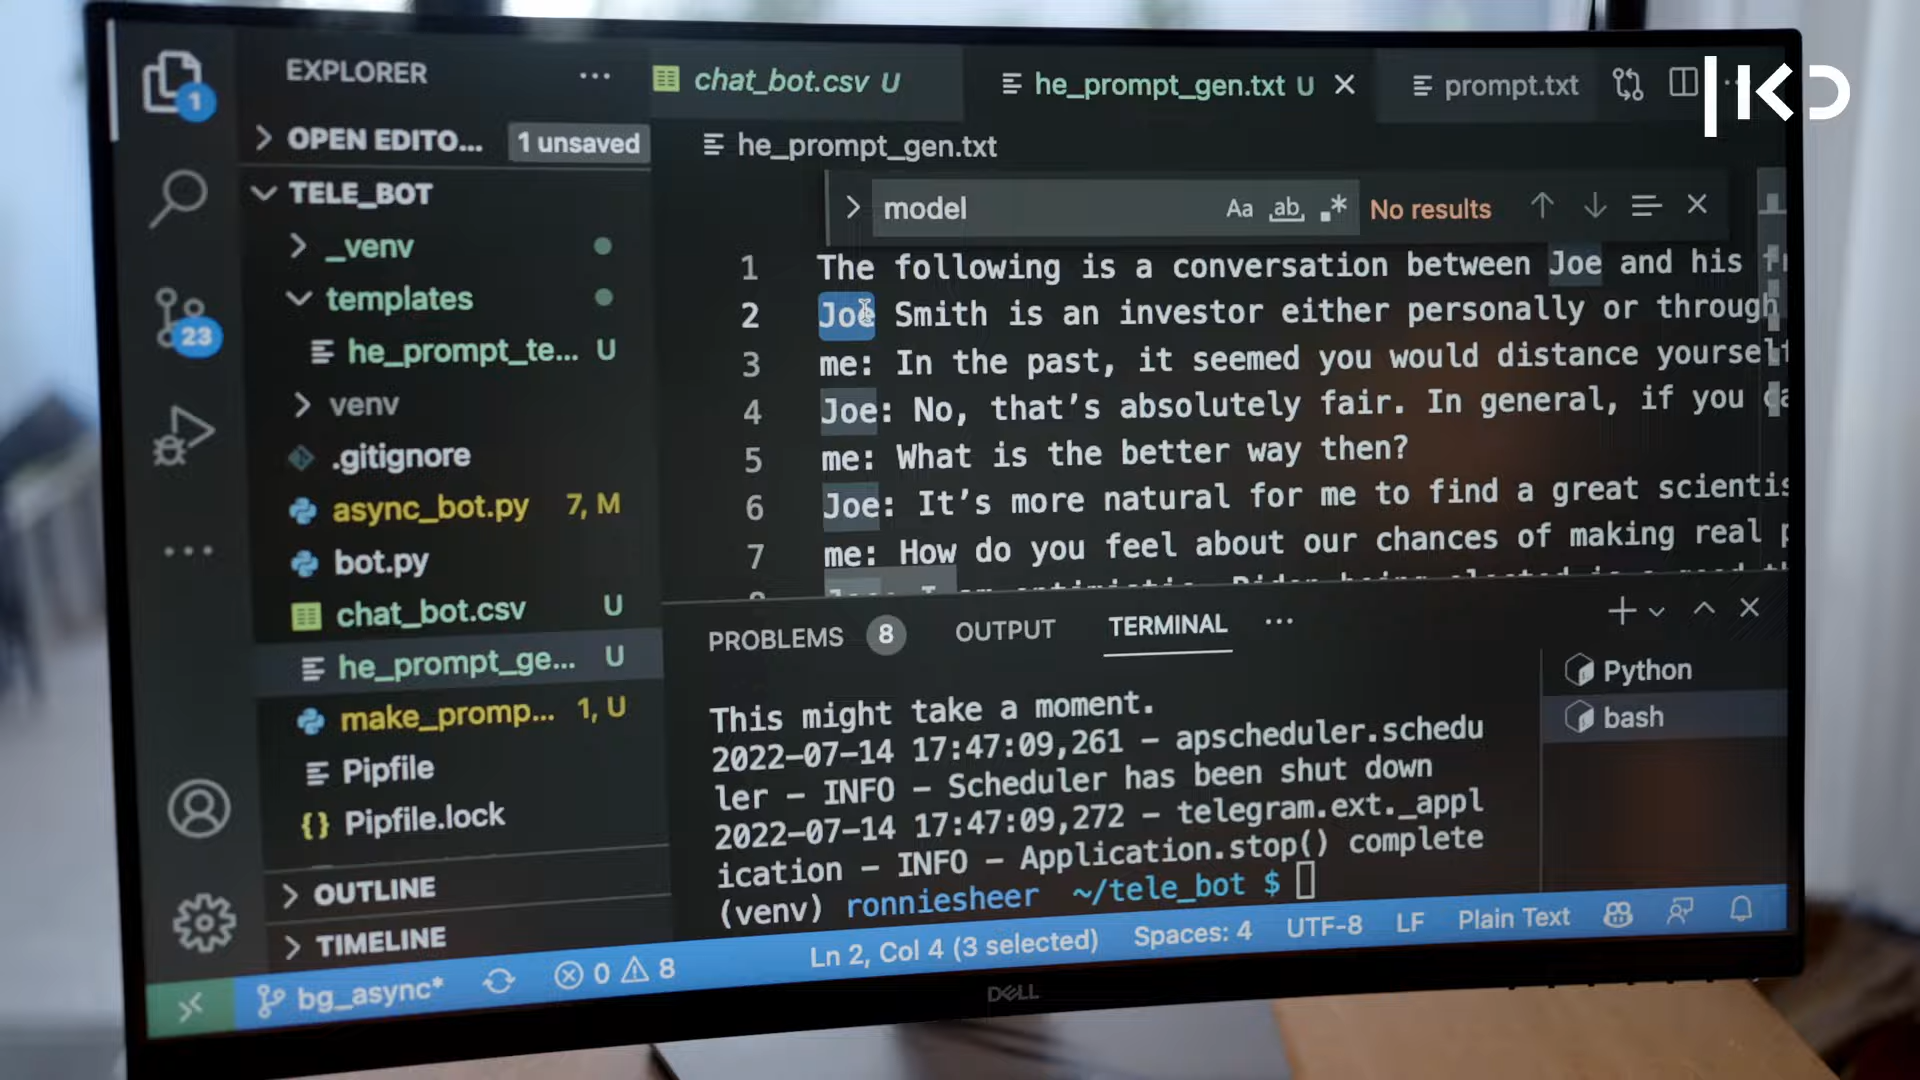 EXPLORER ...
1
OPEN EDITO... 1 unsaved
TELE_BOT
_venv
templates
he_prompt_te... U
venv
.gitignore
async_bot.py 7, M
bot.py
chat_bot.csv U
he_prompt_ge... U
make_promp... 1, U
Pipfile
Pipfile.lock
OUTLINE
TIMELINE
23
chat_bot.csv U
he_prompt_gen.txt U
prompt.txt
KD
he_prompt_gen.txt
model Aa ab .* No results
1 The following is a conversation between Joe and his
2 Joe Smith is an investor either personally or through
3 me: In the past, it seemed you would distance yourself
4 Joe: No, that's absolutely fair. In general, if you
5 me: What is the better way then?
6 Joe: It's more natural for me to find a great scientis
7 me: How do you feel about our chances of making real p
PROBLEMS 8 OUTPUT TERMINAL ...
This might take a moment.
2022-07-14 17:47:09,261 - apscheduler.schedu
ler - INFO - Scheduler has been shut down
2022-07-14 17:47:09,272 - telegram.ext._appl
ication - INFO - Application.stop() complete
(venv) ronniesheer ~/tele_bot $
Python
bash
bg_async* 0 8 Ln 2, Col 4 (3 selected) Spaces: 4 UTF-8 LF Plain Text
DELL